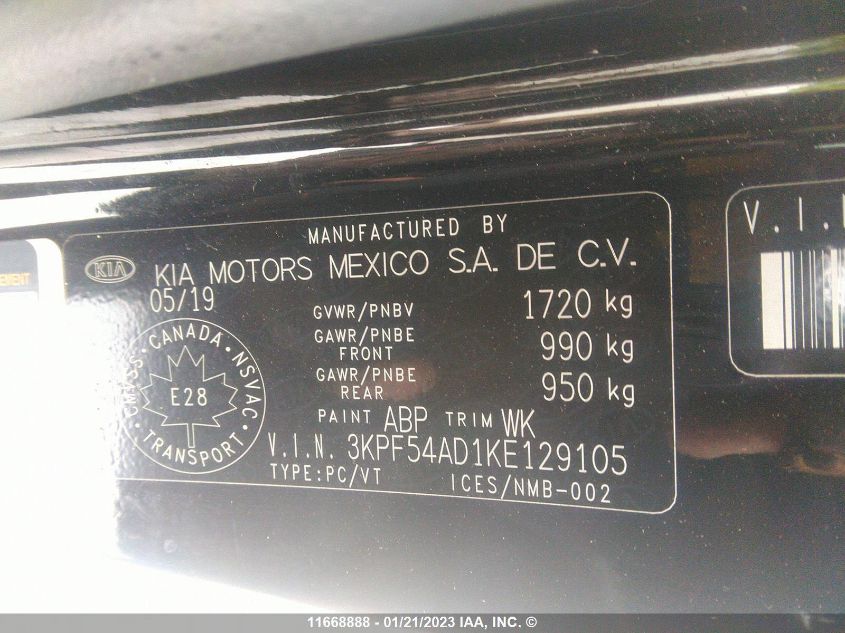 MANUFACTURED BY
KIA KIA MOTORS MEXICO S.A. DE C.V.
05/19
GVWR/PNBV 1720 kg
GAWR/PNBE FRONT 990 kg
GAWR/PNBE REAR 950 kg
PAINT ABP TRIM WK
V.I.N. 3KPF54AD1KE129105
TYPE:PC/VT ICES/NMB-002
CANADA • NSVAC • TRANSPORT •
E28
V.I.
11668888 - 01/21/2023 IAA, INC. ©